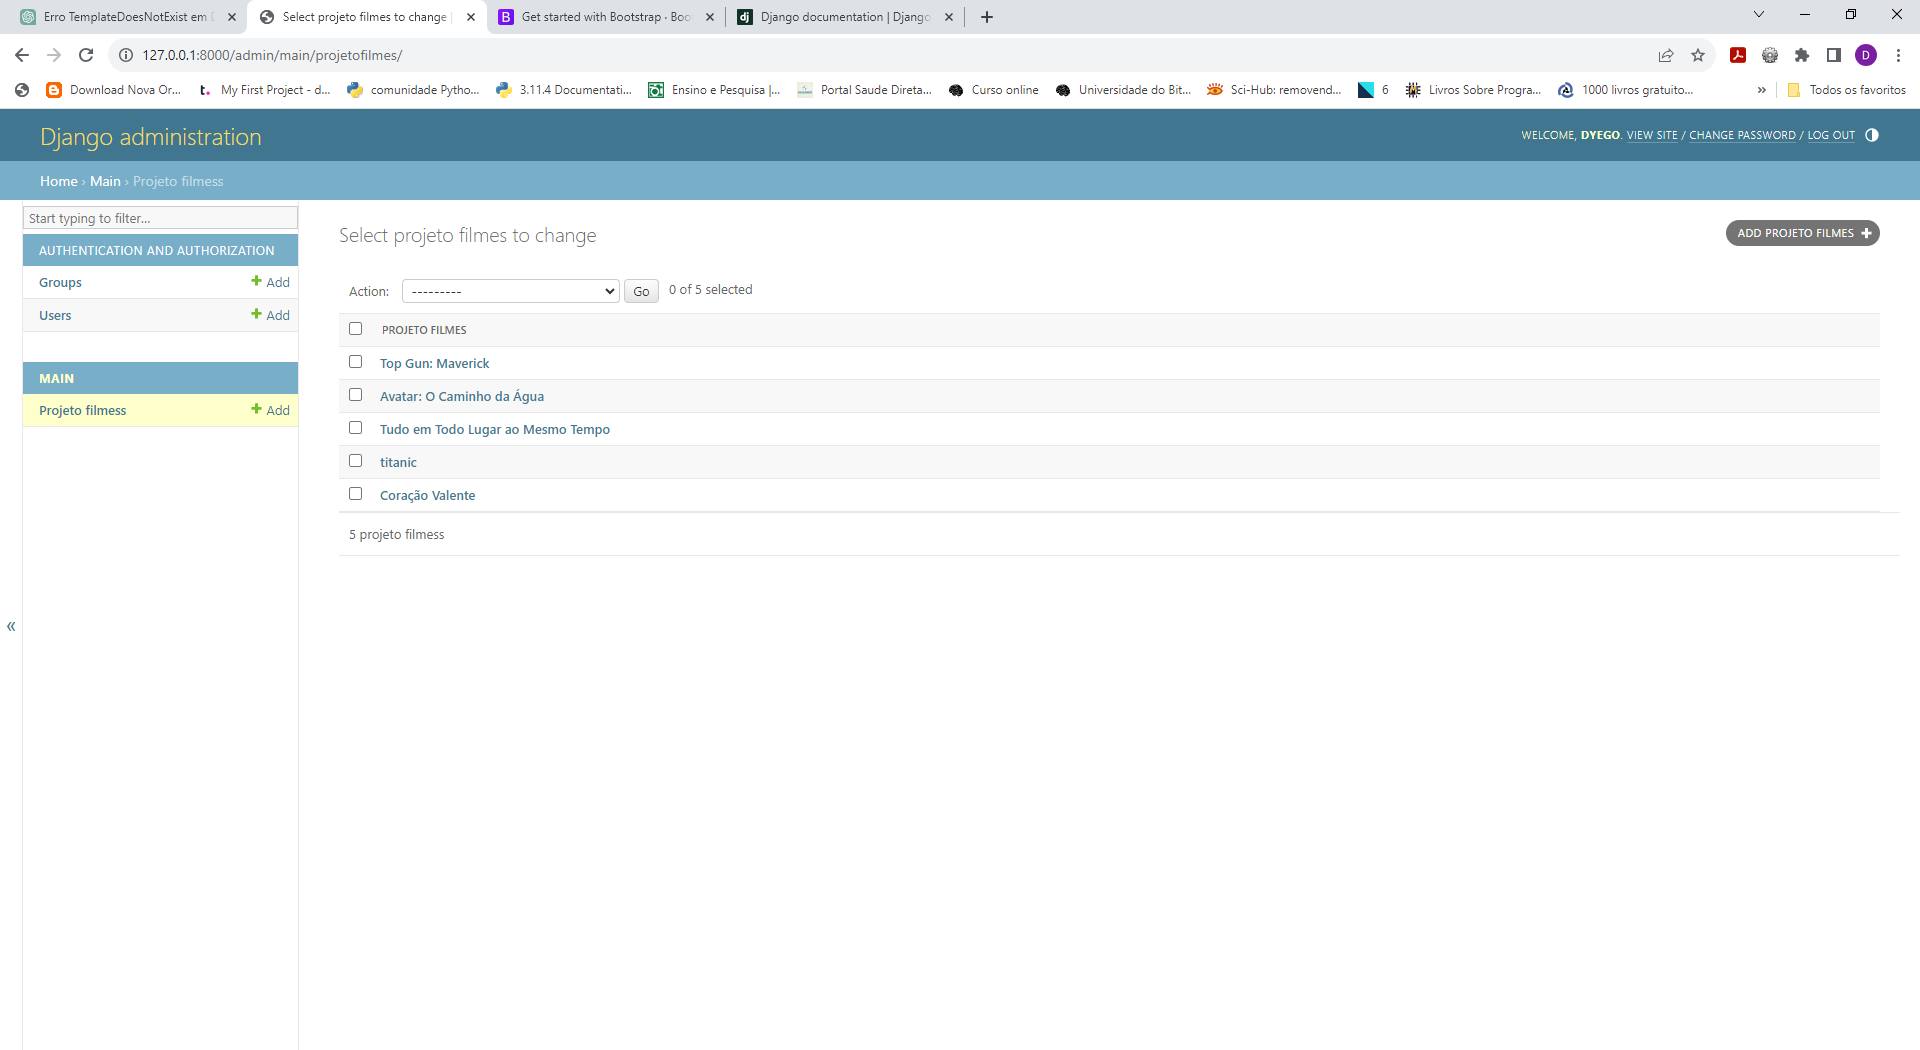 Erro TemplateDoesNotExist em D
Select projeto filmes to change |
Get started with Bootstrap · Boo
Django documentation | Django
127.0.0.1:8000/admin/main/projetofilmes/
D
Download Nova Or...
t. My First Project - d...
comunidade Pytho...
3.11.4 Documentati...
Ensino e Pesquisa |...
Portal Saude Direta...
Curso online
Universidade do Bit...
Sci-Hub: removend...
6
Livros Sobre Progra...
1000 livros gratuito...
»
Todos os favoritos
Django administration
WELCOME, DYEGO. VIEW SITE / CHANGE PASSWORD / LOG OUT
Home › Main › Projeto filmess
Start typing to filter...
AUTHENTICATION AND AUTHORIZATION
Groups + Add
Users + Add
MAIN
Projeto filmess + Add
«
Select projeto filmes to change
ADD PROJETO FILMES +
Action: --------- Go 0 of 5 selected
PROJETO FILMES
Top Gun: Maverick
Avatar: O Caminho da Água
Tudo em Todo Lugar ao Mesmo Tempo
titanic
Coração Valente
5 projeto filmess